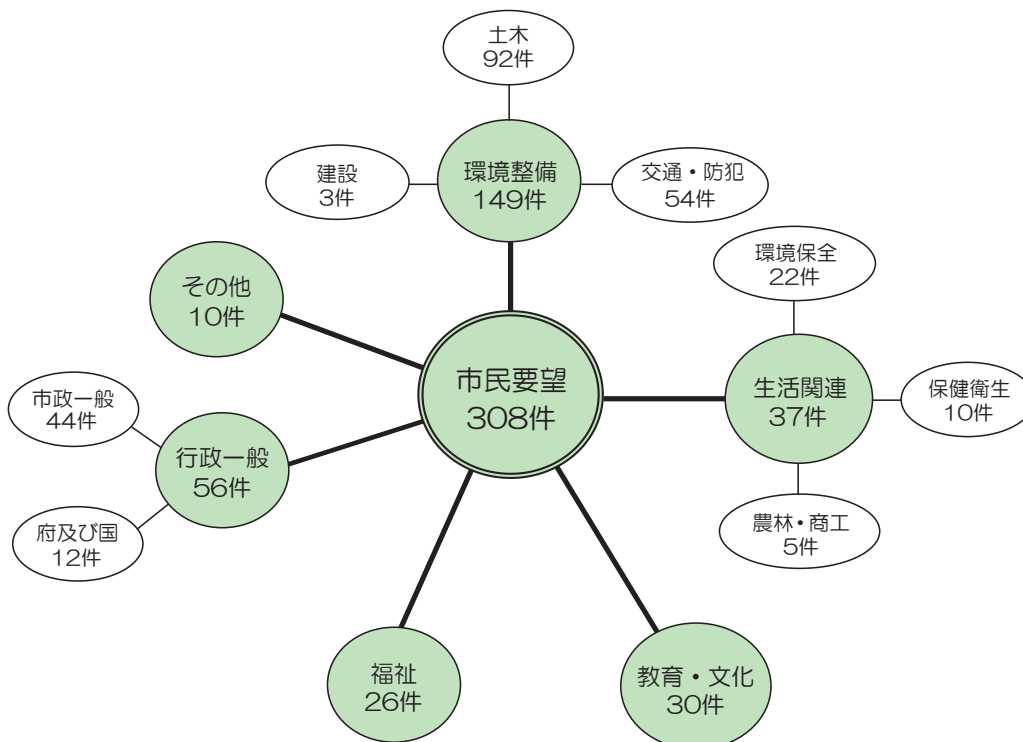 土木
92件
環境整備
149件
建設
3件
交通・防犯
54件
環境保全
22件
その他
10件
市民要望
308件
生活関連
37件
保健衛生
10件
市政一般
44件
行政一般
56件
農林・商工
5件
府及び国
12件
福祉
26件
教育・文化
30件